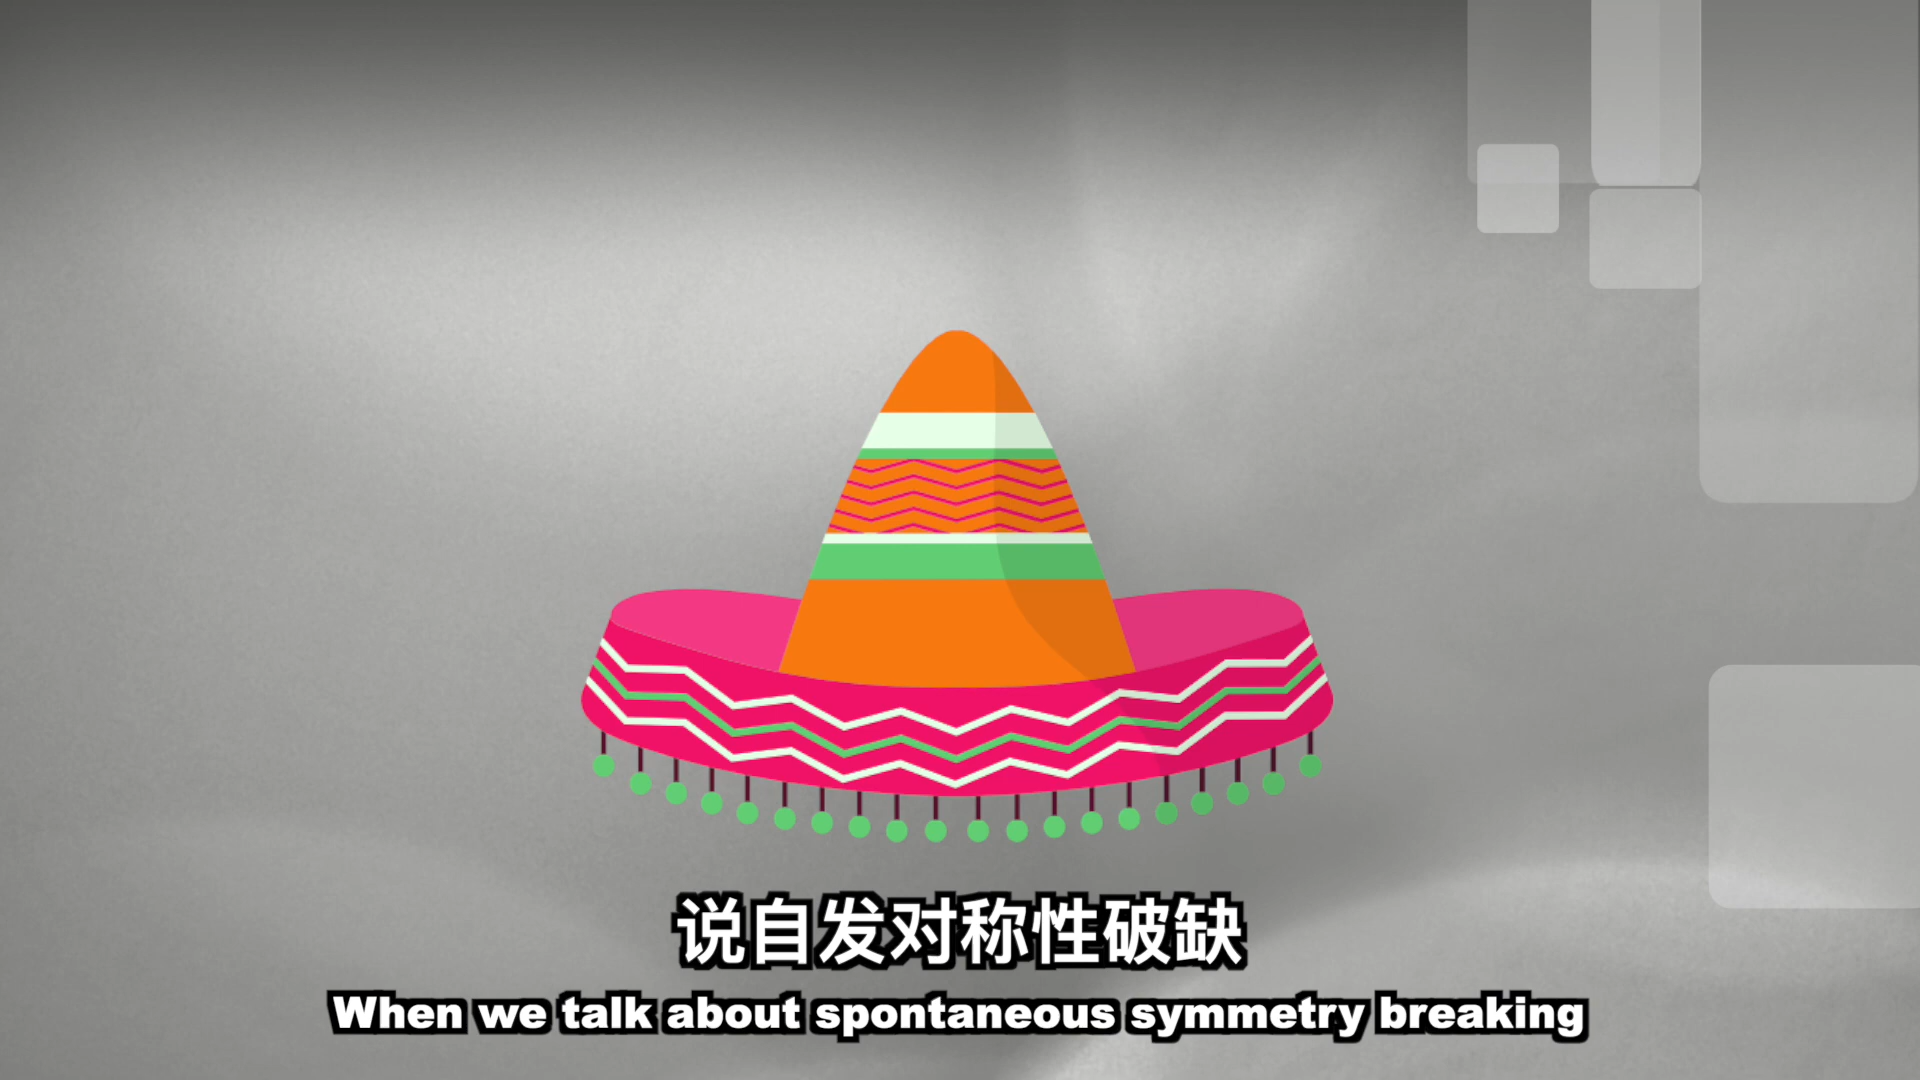 说自发对称性破缺
When we talk about spontaneous symmetry breaking